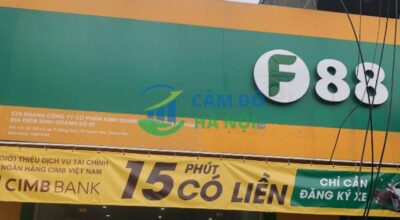 F88
CẦM ĐỒ
HÀ NỘI
CHI NHÁNH CÔNG TY CỔ PHẦN KINH DOANH
ĐỊA ĐIỂM KINH DOANH SỐ 07
GIỚI THIỆU DỊCH VỤ TÀI CHÍNH
NGÂN HÀNG CIMB VIỆT NAM
CIMB BANK
15 PHÚT
CÓ LIỀN
CHỈ CẦN
ĐĂNG KÝ XE